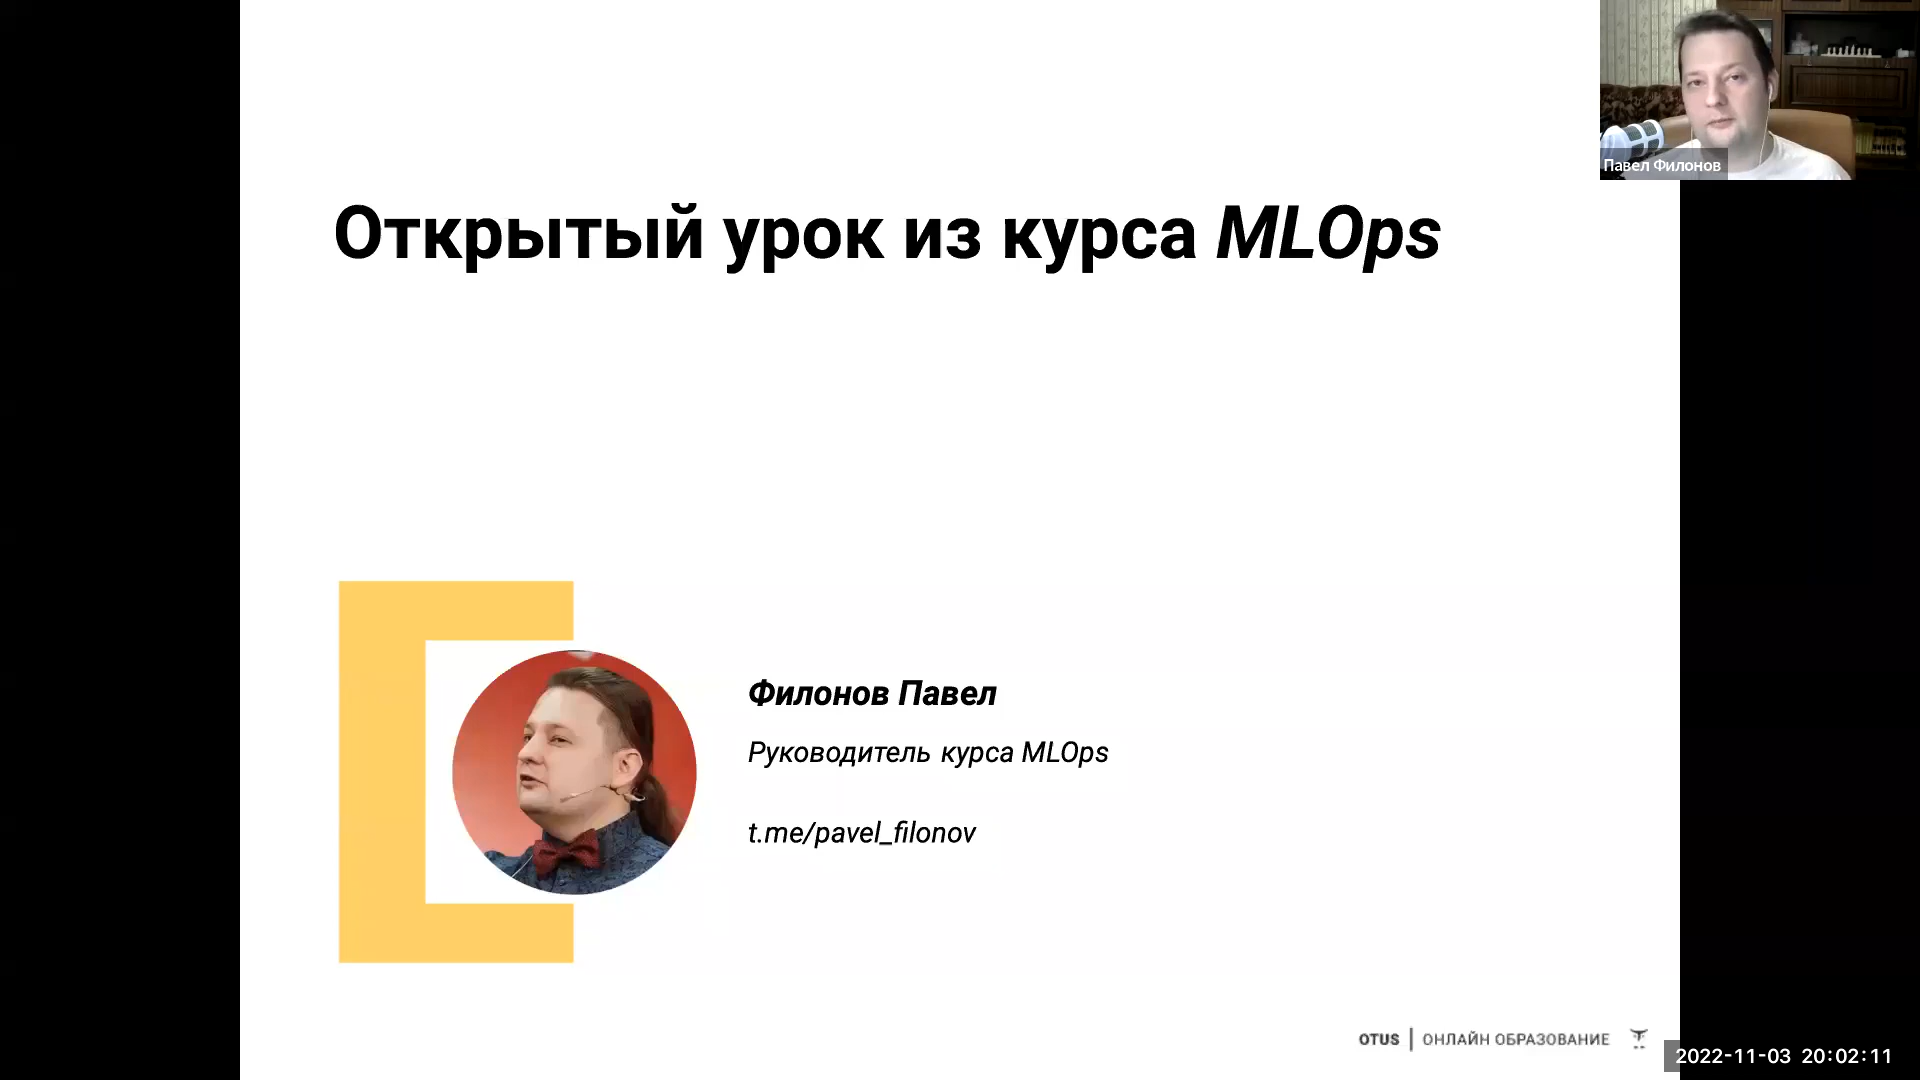 Павел Филонов
Открытый урок из курса MLOps
Филонов Павел
Руководитель курса MLOps
t.me/pavel_filonov
OTUS | ОНЛАЙН ОБРАЗОВАНИЕ
2022-11-03 20:02:11